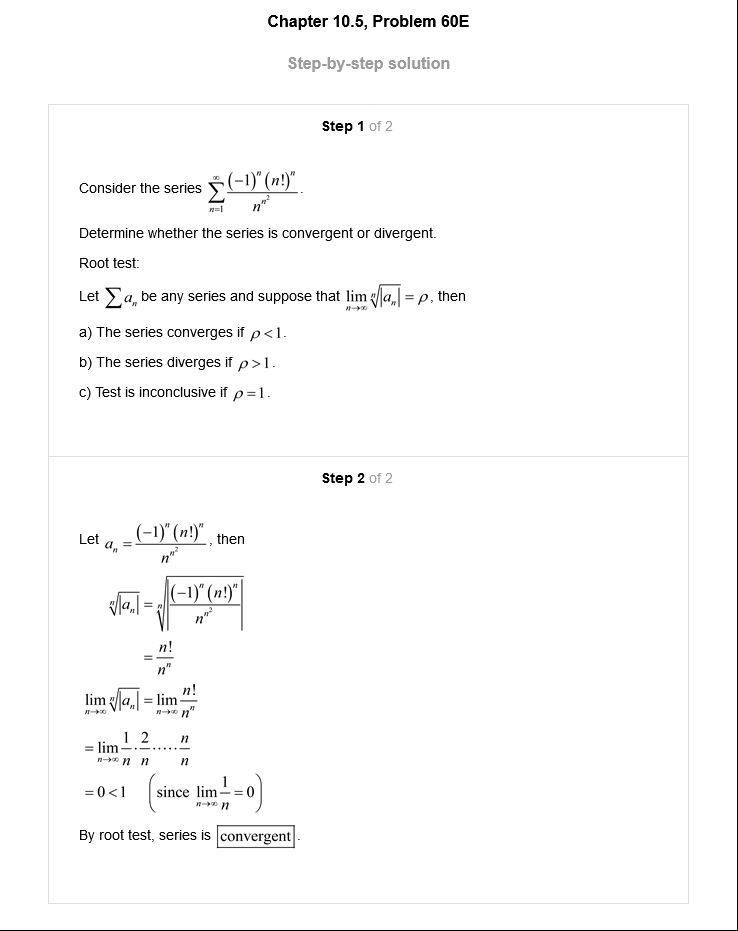 Chapter 10.5, Problem 60E
Step-by-step solution
Step 1 of 2
Consider the series $\sum_{n=1}^{\infty} \frac{(-1)^n (n!)^n}{n^{n^2}}$.
Determine whether the series is convergent or divergent.
Root test:
Let $\sum a_n$ be any series and suppose that $\lim_{n \to \infty} \sqrt[n]{|a_n|} = \rho$, then
a) The series converges if $\rho < 1$.
b) The series diverges if $\rho > 1$.
c) Test is inconclusive if $\rho = 1$.
Step 2 of 2
Let $a_n = \frac{(-1)^n (n!)^n}{n^{n^2}}$, then
$\sqrt[n]{|a_n|} = \sqrt[n]{\left|\frac{(-1)^n (n!)^n}{n^{n^2}}\right|}$
$= \frac{n!}{n^n}$
$\lim_{n \to \infty} \sqrt[n]{|a_n|} = \lim_{n \to \infty} \frac{n!}{n^n}$
$= \lim_{n \to \infty} \frac{1}{n} \cdot \frac{2}{n} \cdot \ldots \cdot \frac{n}{n}$
$= 0 < 1 \quad \left(\text{since } \lim_{n \to \infty} \frac{1}{n} = 0\right)$
By root test, series is convergent.